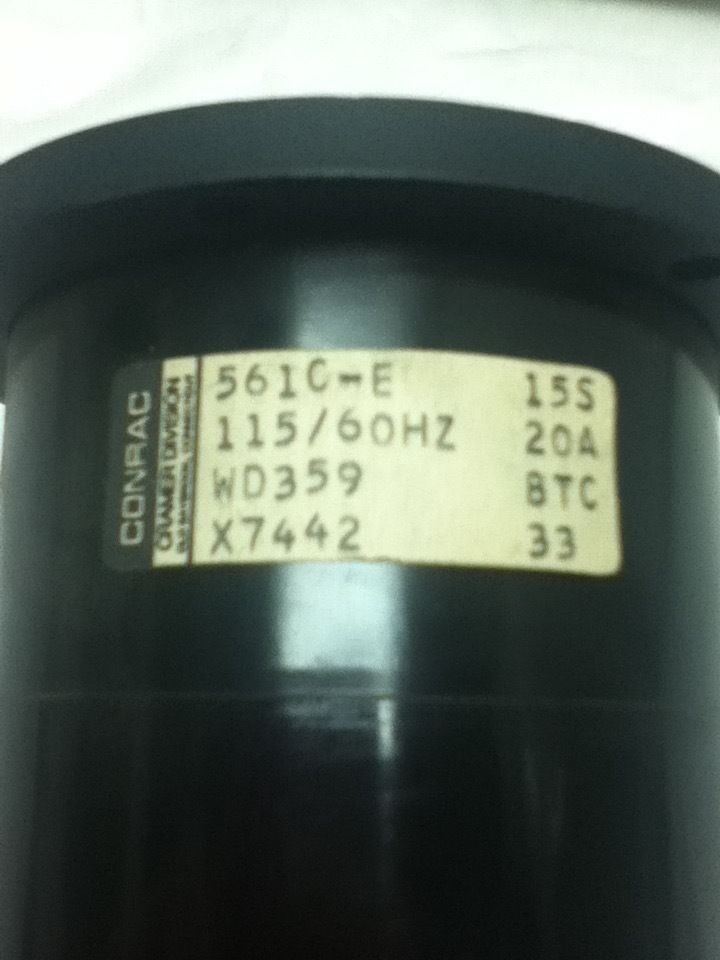 CONRAC
CRAMER DIVISION
561C-E 15S
115/60HZ 20A
WD359 BTC
X7442 33